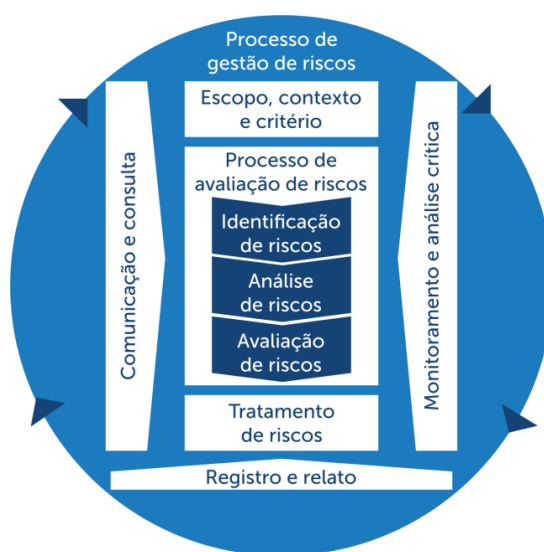 Processo de
gestão de riscos
Escopo, contexto
e critério
Processo de
avaliação de riscos
Identificação
de riscos
Análise
de riscos
Avaliação
de riscos
Tratamento
de riscos
Comunicação e consulta
Monitoramento e análise crítica
Registro e relato